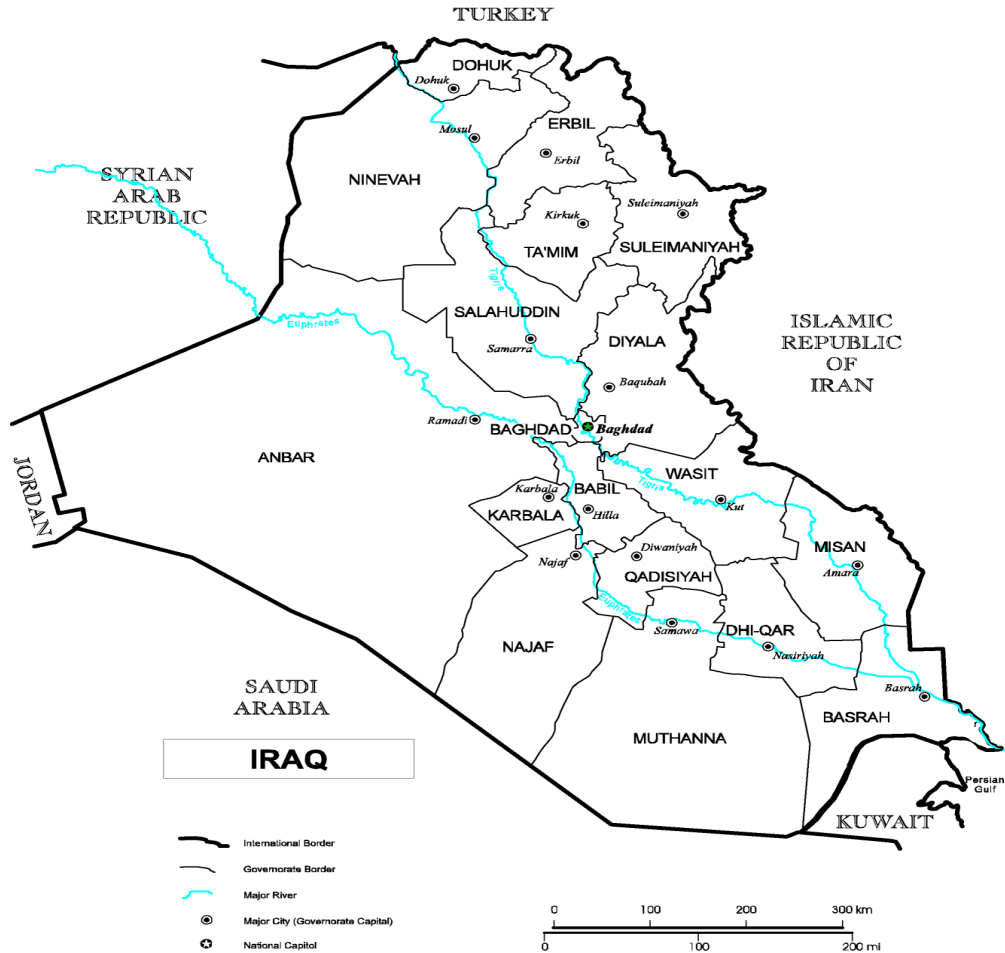 TURKEY
DOHUK
Dohuk
ERBIL
Mosul
Erbil
SYRIAN
ARAB
REPUBLIC
NINEVAH
Suleimaniyah
Kirkuk
TA'MIM
SULEIMANIYAH
Tigris
SALAHUDDIN
Euphrates
Samarra
DIYALA
ISLAMIC
REPUBLIC
OF
IRAN
Baqubah
Ramadi
BAGHDAD
Baghdad
ANBAR
JORDAN
WASIT
Tigris
Karbala
BABIL
Kut
KARBALA
Hilla
Najaf
Diwaniyah
MISAN
Amara
QADISIYAH
Euphrates
Samawa
DHI-QAR
NAJAF
Nasiriyah
SAUDI
ARABIA
Basrah
BASRAH
MUTHANNA
IRAQ
Persian
Gulf
KUWAIT
International Border
Governorate Border
Major River
Major City (Governorate Capital)
National Capitol
0 100 200 300 km
0 100 200 mi